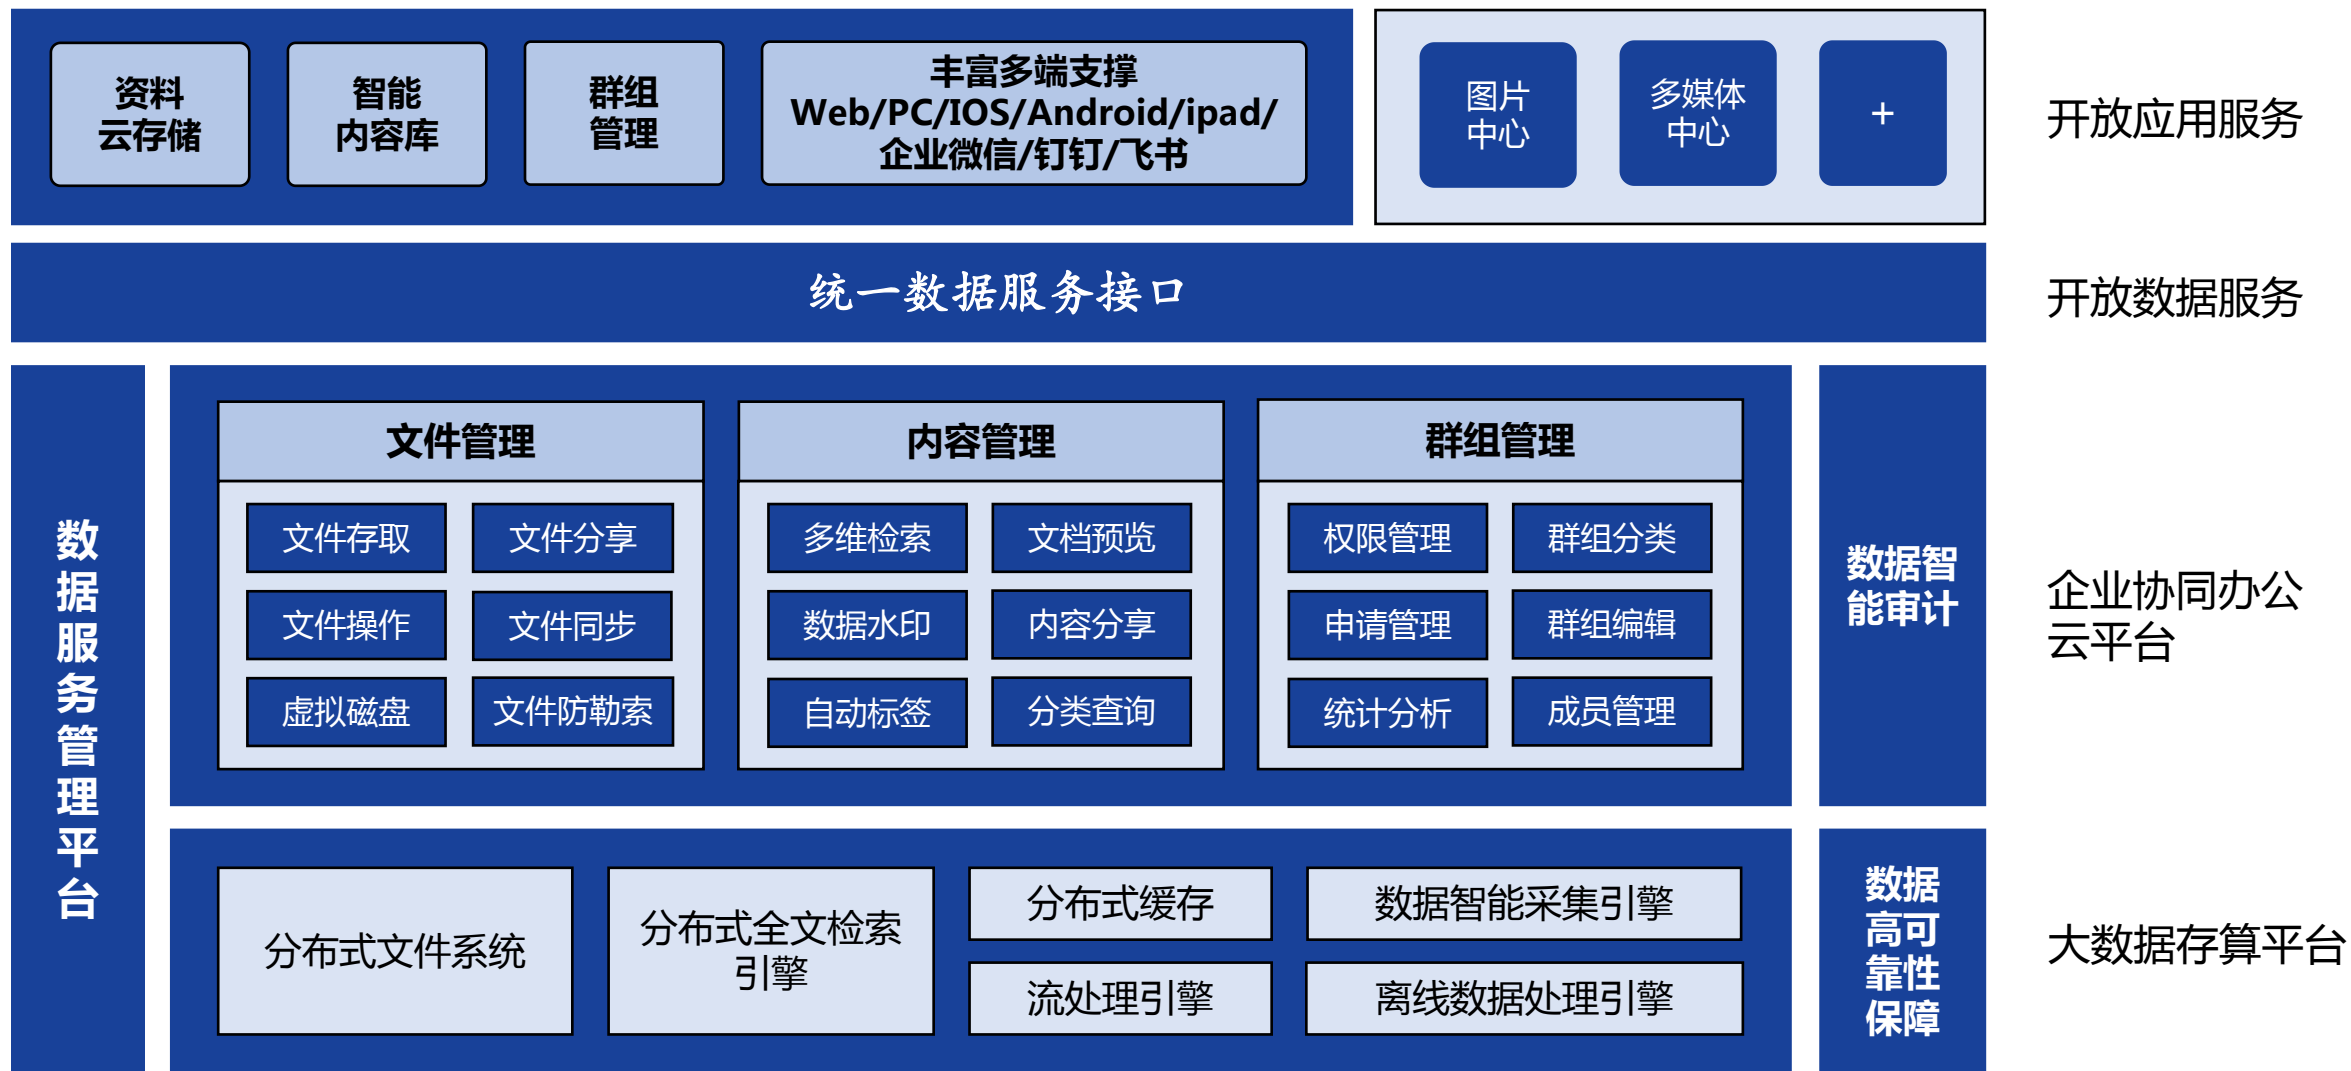 资料
云存储
智能
内容库
群组
管理
丰富多端支撑
Web/PC/IOS/Android/ipad/
企业微信/钉钉/飞书
图片
中心
多媒体
中心
+
开放应用服务
统一数据服务接口
开放数据服务
数据服务管理平台
文件管理
文件存取
文件分享
文件操作
文件同步
虚拟磁盘
文件防勒索
内容管理
多维检索
文档预览
数据水印
内容分享
自动标签
分类查询
群组管理
权限管理
群组分类
申请管理
群组编辑
统计分析
成员管理
数据智
能审计
企业协同办公
云平台
分布式文件系统
分布式全文检索
引擎
分布式缓存
数据智能采集引擎
流处理引擎
离线数据处理引擎
数据
高可
靠性
保障
大数据存算平台